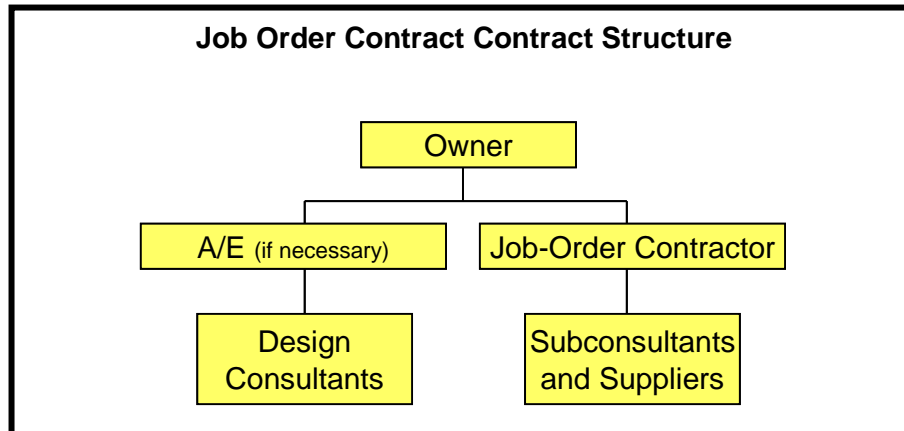 Job Order Contract Contract Structure
Owner
A/E (if necessary)
Job-Order Contractor
Design
Consultants
Subconsultants
and Suppliers